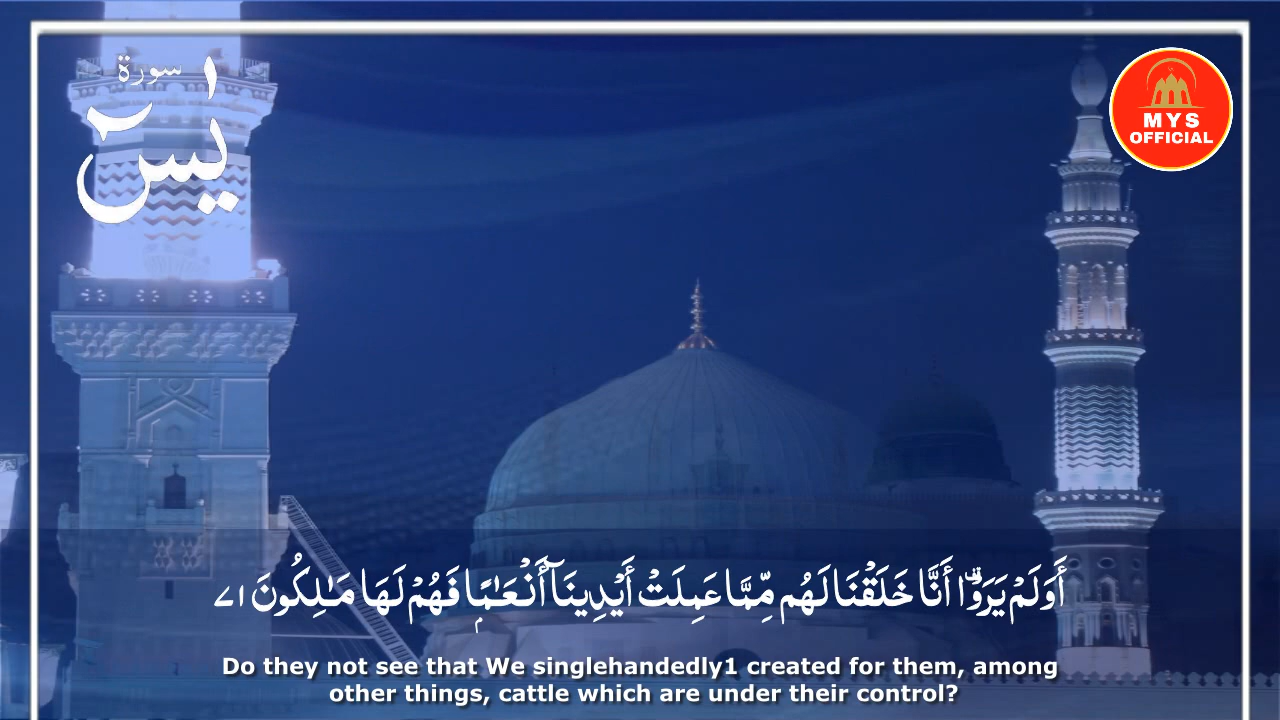 سورة
يٰسٓ
MYS
OFFICIAL
أَوَلَمْ يَرَوْا۟ أَنَّا خَلَقْنَا لَهُم مِّمَّا عَمِلَتْ أَيْدِينَآ أَنْعَـٰمًا فَهُمْ لَهَا مَـٰلِكُونَ ٧١
Do they not see that We singlehandedly1 created for them, among
other things, cattle which are under their control?